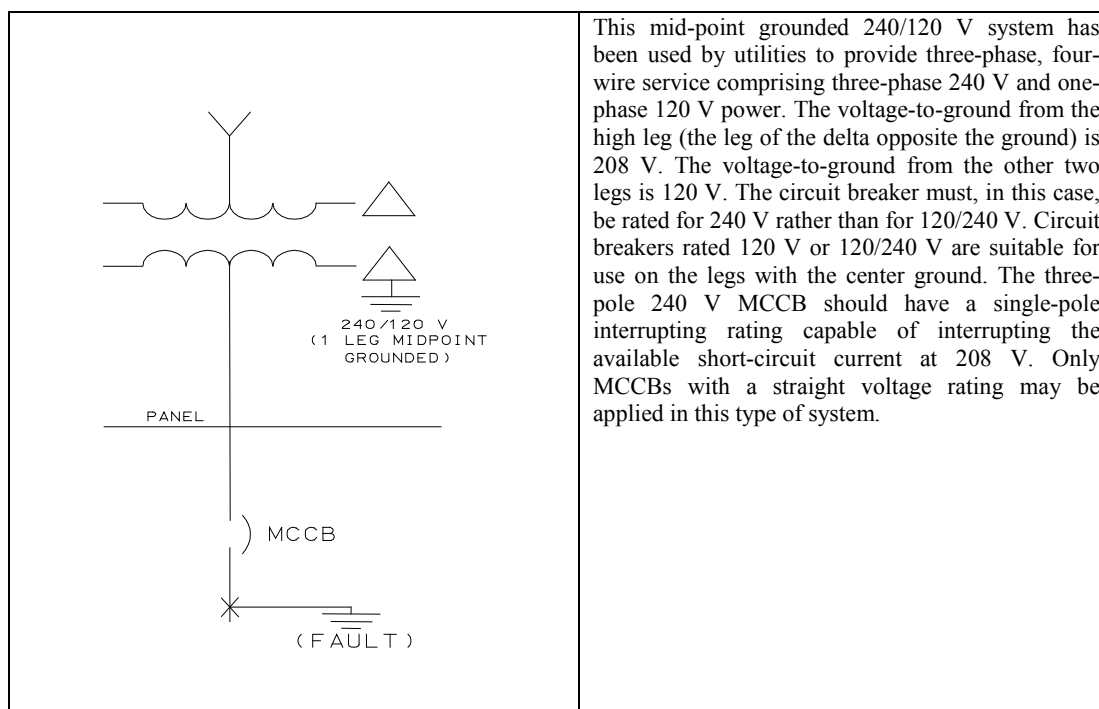 240/120 V
(1 LEG MIDPOINT
GROUNDED)
PANEL
MCCB
(FAULT)
This mid-point grounded 240/120 V system has
been used by utilities to provide three-phase, four-
wire service comprising three-phase 240 V and one-
phase 120 V power. The voltage-to-ground from the
high leg (the leg of the delta opposite the ground) is
208 V. The voltage-to-ground from the other two
legs is 120 V. The circuit breaker must, in this case,
be rated for 240 V rather than for 120/240 V. Circuit
breakers rated 120 V or 120/240 V are suitable for
use on the legs with the center ground. The three-
pole 240 V MCCB should have a single-pole
interrupting rating capable of interrupting the
available short-circuit current at 208 V. Only
MCCBs with a straight voltage rating may be
applied in this type of system.